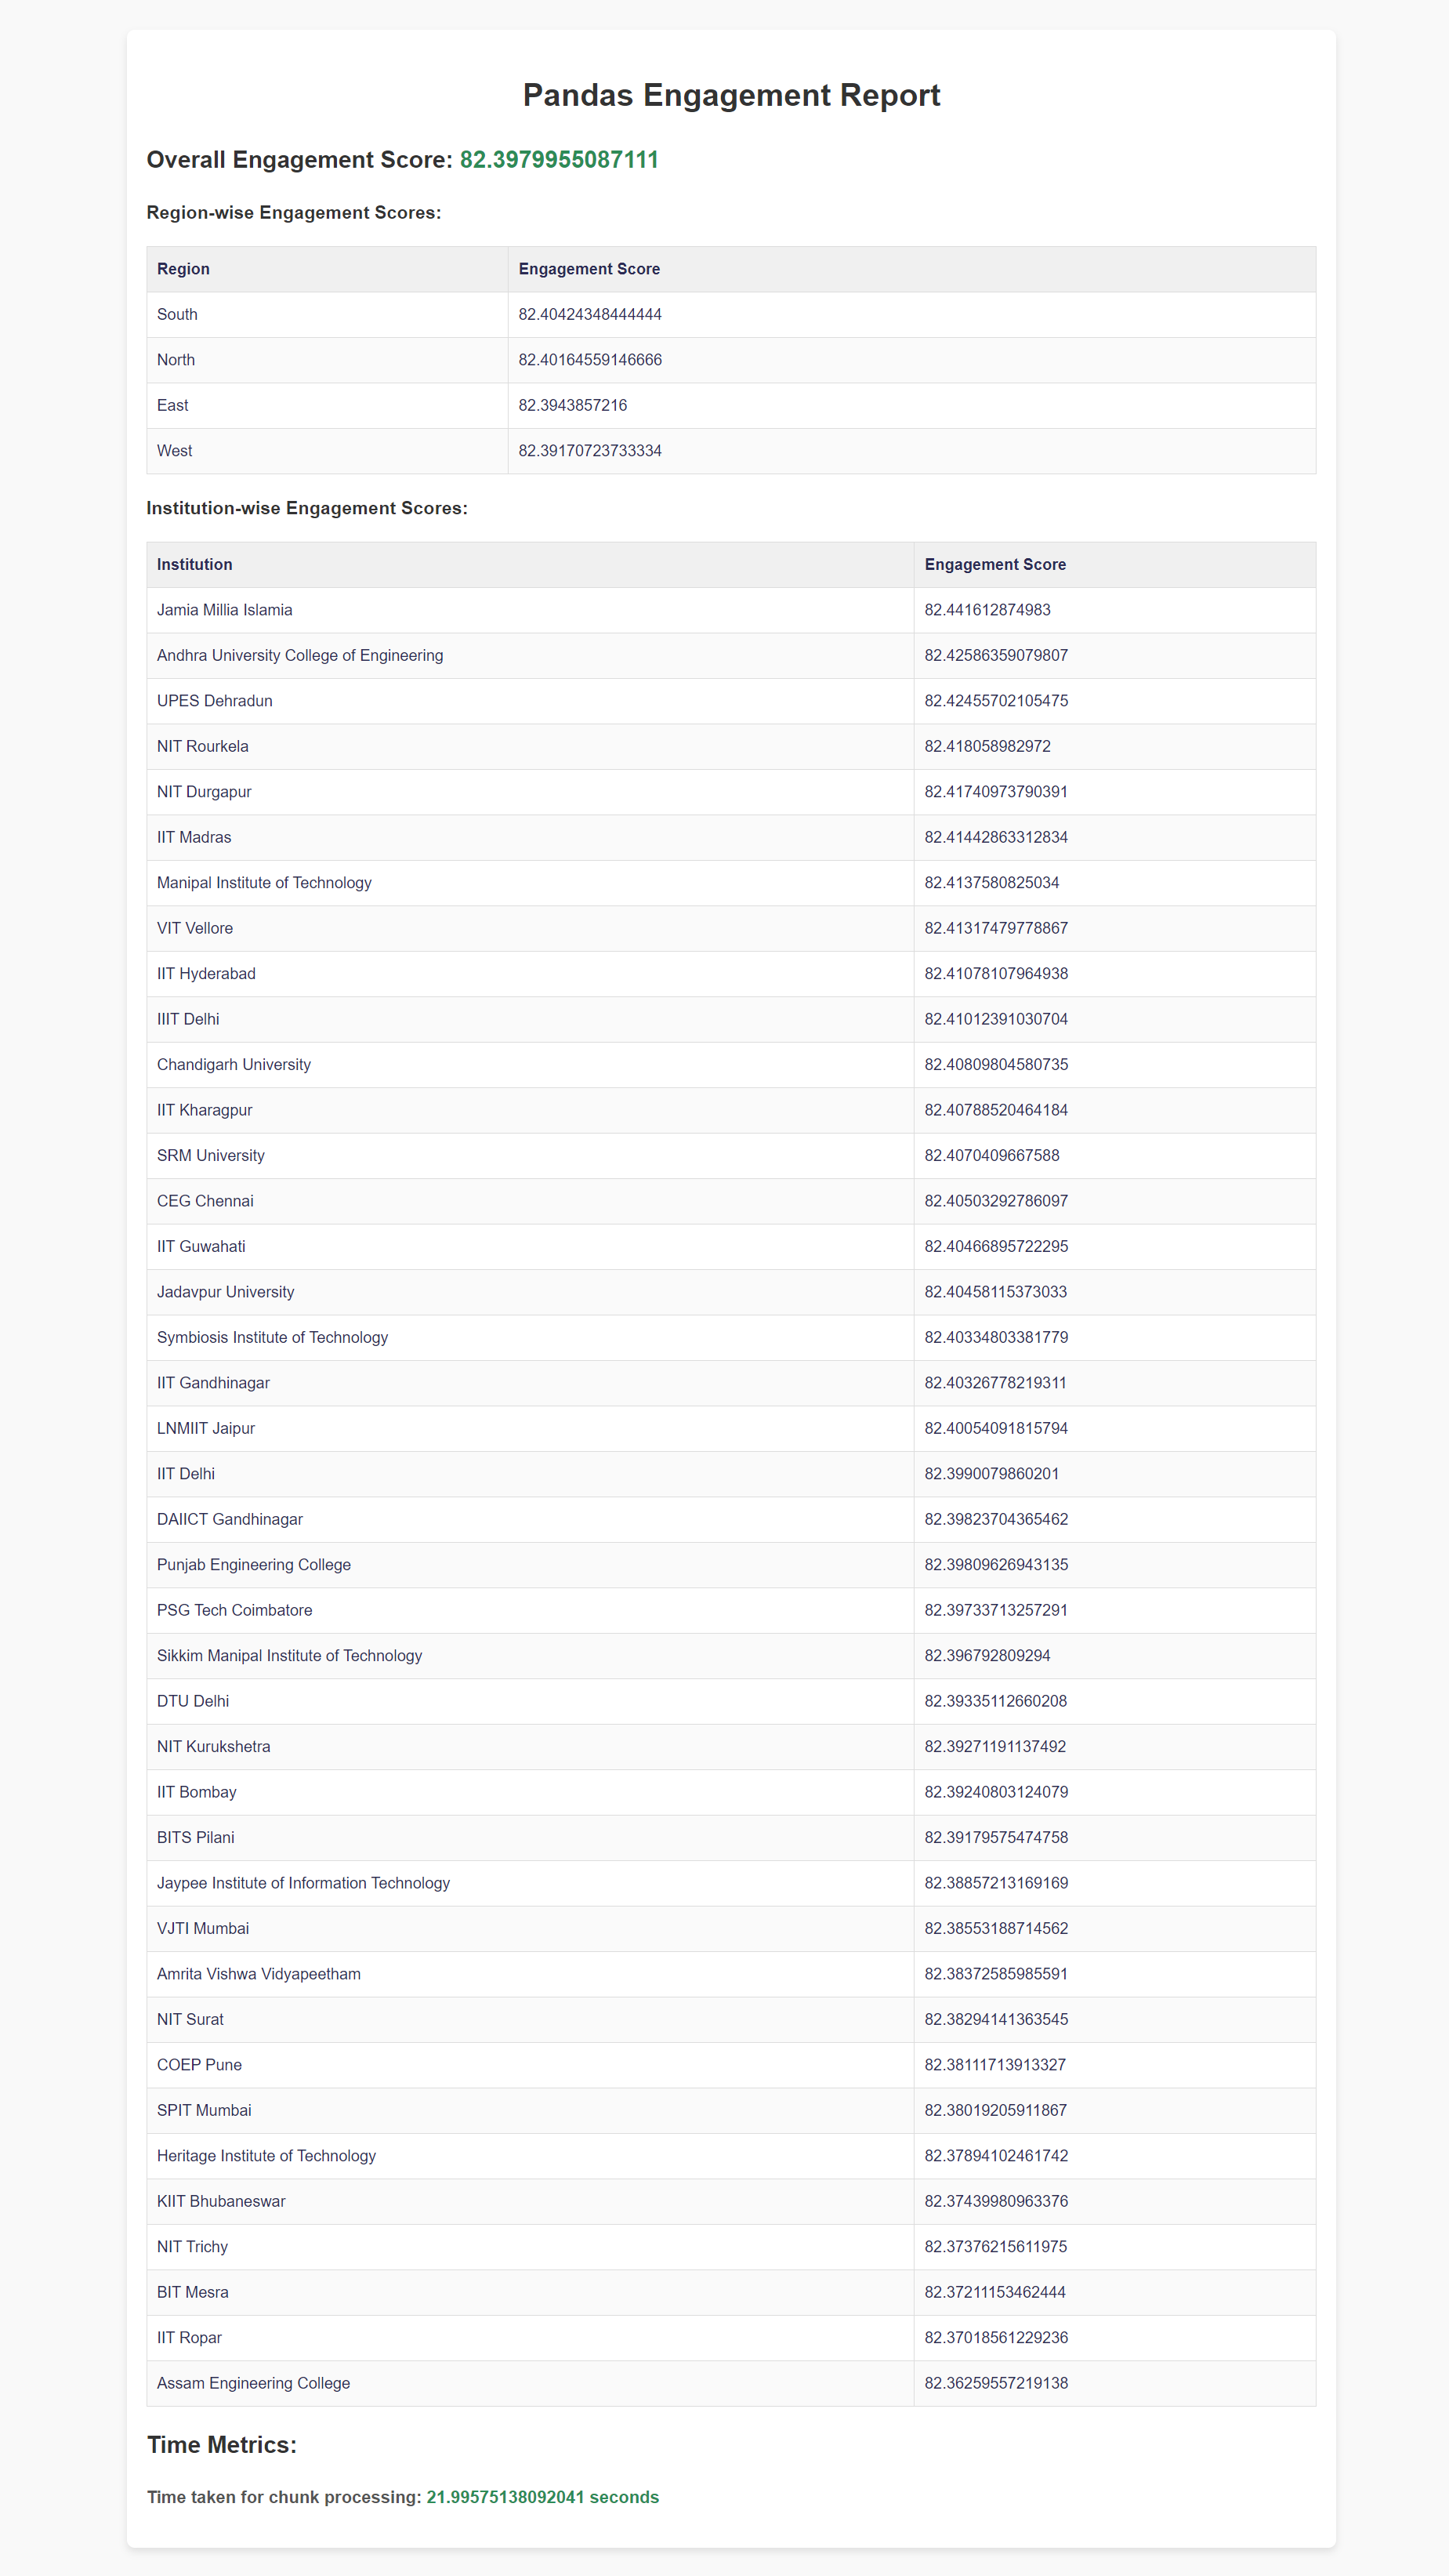 Pandas Engagement Report
Overall Engagement Score: 82.3979955087111
Region-wise Engagement Scores:
Region Engagement Score
South 82.40424348444444
North 82.40164559146666
East 82.3943857216
West 82.39170723733334
Institution-wise Engagement Scores:
Institution Engagement Score
Jamia Millia Islamia 82.441612874983
Andhra University College of Engineering 82.42586359079807
UPES Dehradun 82.42455702105475
NIT Rourkela 82.418058982972
NIT Durgapur 82.41740973790391
IIT Madras 82.41442863312834
Manipal Institute of Technology 82.4137580825034
VIT Vellore 82.41317479778867
IIT Hyderabad 82.41078107964938
IIIT Delhi 82.41012391030704
Chandigarh University 82.40809804580735
IIT Kharagpur 82.40788520464184
SRM University 82.4070409667588
CEG Chennai 82.40503292786097
IIT Guwahati 82.40466895722295
Jadavpur University 82.40458115373033
Symbiosis Institute of Technology 82.40334803381779
IIT Gandhinagar 82.40326778219311
LNMIIT Jaipur 82.40054091815794
IIT Delhi 82.3990079860201
DAIICT Gandhinagar 82.39823704365462
Punjab Engineering College 82.39809626943135
PSG Tech Coimbatore 82.39733713257291
Sikkim Manipal Institute of Technology 82.396792809294
DTU Delhi 82.39335112660208
NIT Kurukshetra 82.39271191137492
IIT Bombay 82.39240803124079
BITS Pilani 82.39179575474758
Jaypee Institute of Information Technology 82.38857213169169
VJTI Mumbai 82.38553188714562
Amrita Vishwa Vidyapeetham 82.38372585985591
NIT Surat 82.38294141363545
COEP Pune 82.38111713913327
SPIT Mumbai 82.38019205911867
Heritage Institute of Technology 82.37894102461742
KIIT Bhubaneswar 82.37439980963376
NIT Trichy 82.37376215611975
BIT Mesra 82.37211153462444
IIT Ropar 82.37018561229236
Assam Engineering College 82.36259557219138
Time Metrics:
Time taken for chunk processing: 21.99575138092041 seconds